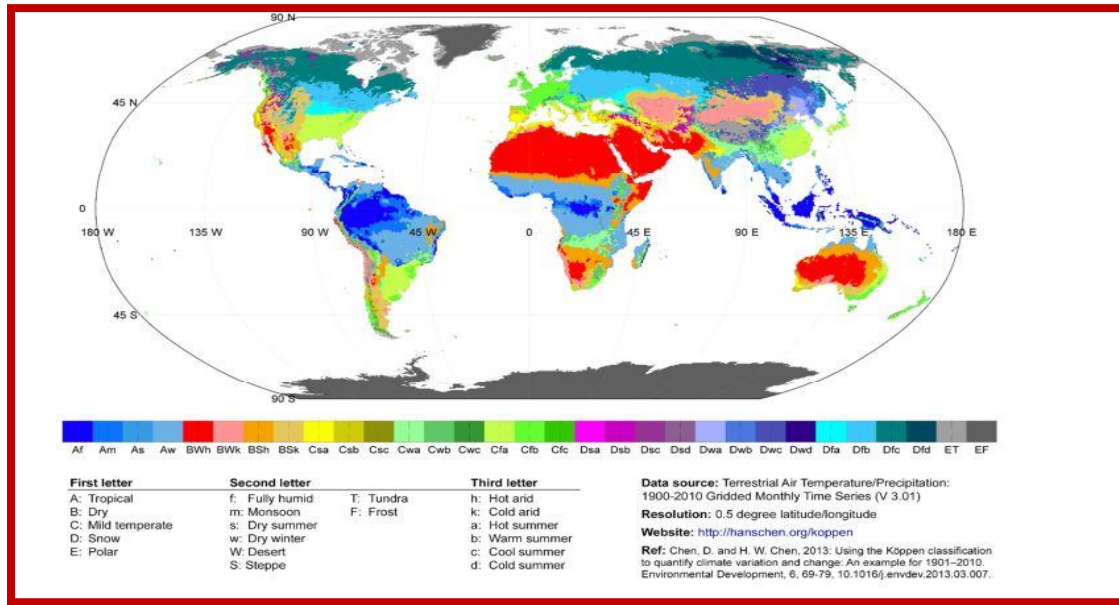 90 N
45 N
0
180 W 135 W 90 W 45 W 0 45 E 90 E 135 E 180 E
45 S
90 S
Af Am As Aw BWh BWk BSh BSk Csa Csb Csc Cwa Cwb Cwc Cfa Cfb Cfc Dsa Dsb Dsc Dsd Dwa Dwb Dwc Dwd Dfa Dfb Dfc Dfd ET EF
First letter
A: Tropical
B: Dry
C: Mild temperate
D: Snow
E: Polar
Second letter
f: Fully humid
m: Monsoon
s: Dry summer
w: Dry winter
W: Desert
S: Steppe
T: Tundra
F: Frost
Third letter
h: Hot arid
k: Cold arid
a: Hot summer
b: Warm summer
c: Cool summer
d: Cold summer
Data source: Terrestrial Air Temperature/Precipitation:
1900-2010 Gridded Monthly Time Series (V 3.01)
Resolution: 0.5 degree latitude/longitude
Website: http://hanschen.org/koppen
Ref: Chen, D. and H. W. Chen, 2013: Using the Köppen classification
to quantify climate variation and change: An example for 1901–2010.
Environmental Development, 6, 69-79, 10.1016/j.envdev.2013.03.007.